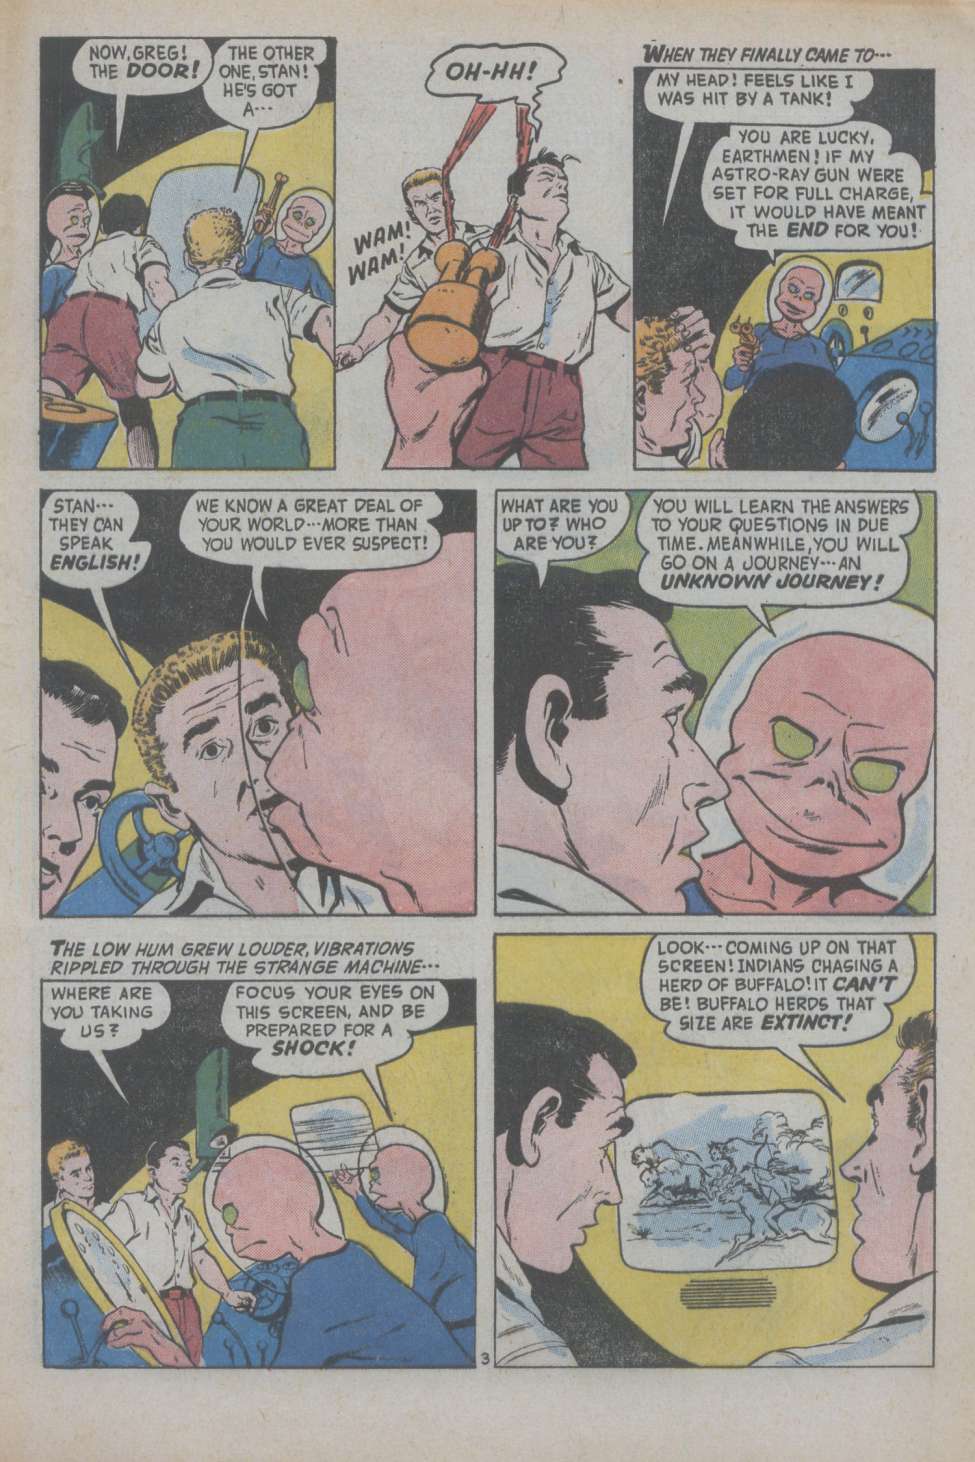 NOW, GREG!
THE DOOR!
THE OTHER
ONE, STAN!
HE'S GOT
A---
OH-HH!
WAM!
WAM!
WHEN THEY FINALLY CAME TO---
MY HEAD! FEELS LIKE I
WAS HIT BY A TANK!
YOU ARE LUCKY,
EARTHMEN! IF MY
ASTRO-RAY GUN WERE
SET FOR FULL CHARGE,
IT WOULD HAVE MEANT
THE END FOR YOU!
STAN---
THEY CAN
SPEAK
ENGLISH!
WE KNOW A GREAT DEAL OF
YOUR WORLD---MORE THAN
YOU WOULD EVER SUSPECT!
WHAT ARE YOU
UP TO? WHO
ARE YOU?
YOU WILL LEARN THE ANSWERS
TO YOUR QUESTIONS IN DUE
TIME. MEANWHILE, YOU WILL
GO ON A JOURNEY---AN
UNKNOWN JOURNEY!
THE LOW HUM GREW LOUDER, VIBRATIONS
RIPPLED THROUGH THE STRANGE MACHINE---
WHERE ARE
YOU TAKING
US?
FOCUS YOUR EYES ON
THIS SCREEN, AND BE
PREPARED FOR A
SHOCK!
LOOK---COMING UP ON THAT
SCREEN! INDIANS CHASING A
HERD OF BUFFALO! IT CAN'T
BE! BUFFALO HERDS THAT
SIZE ARE EXTINCT!
3